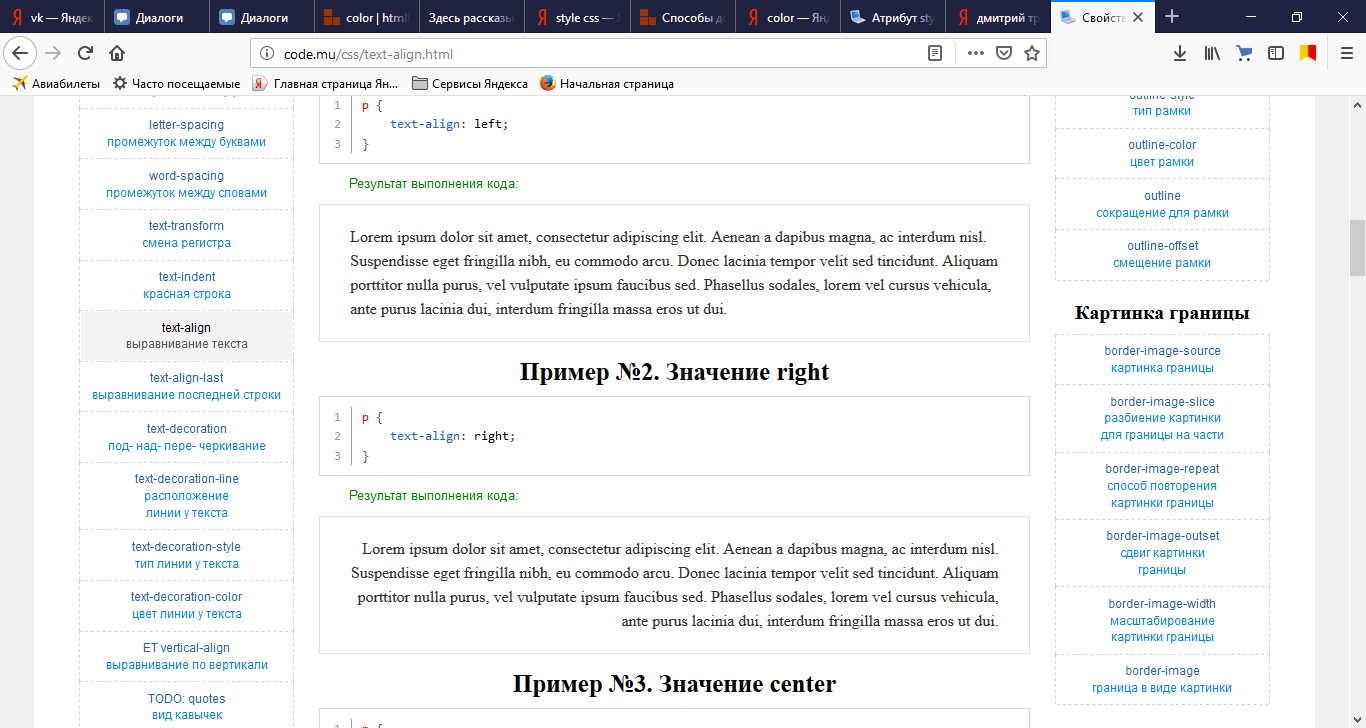 vk — Яндек
Диалоги
Диалоги
color | html
Здесь рассказы
style css —
Способы до
color — Ян
Атрибут sty
дмитрий тр
Свойств
code.mu/css/text-align.html
Авиабилеты
Часто посещаемые
Главная страница Ян...
Сервисы Яндекса
Начальная страница
letter-spacing
промежуток между буквами
word-spacing
промежуток между словами
text-transform
смена регистра
text-indent
красная строка
text-align
выравнивание текста
text-align-last
выравнивание последней строки
text-decoration
под- над- пере- черкивание
text-decoration-line
расположение
линии у текста
text-decoration-style
тип линии у текста
text-decoration-color
цвет линии у текста
ET vertical-align
выравнивание по вертикали
TODO: quotes
вид кавычек
1 p {
2 text-align: left;
3 }
Результат выполнения кода:
Lorem ipsum dolor sit amet, consectetur adipiscing elit. Aenean a dapibus magna, ac interdum nisl.
Suspendisse eget fringilla nibh, eu commodo arcu. Donec lacinia tempor velit sed tincidunt. Aliquam
porttitor nulla purus, vel vulputate ipsum faucibus sed. Phasellus sodales, lorem vel cursus vehicula,
ante purus lacinia dui, interdum fringilla massa eros ut dui.
Пример №2. Значение right
1 p {
2 text-align: right;
3 }
Результат выполнения кода:
Lorem ipsum dolor sit amet, consectetur adipiscing elit. Aenean a dapibus magna, ac interdum nisl.
Suspendisse eget fringilla nibh, eu commodo arcu. Donec lacinia tempor velit sed tincidunt. Aliquam
porttitor nulla purus, vel vulputate ipsum faucibus sed. Phasellus sodales, lorem vel cursus vehicula,
ante purus lacinia dui, interdum fringilla massa eros ut dui.
Пример №3. Значение center
1 p {
outline-style
тип рамки
outline-color
цвет рамки
outline
сокращение для рамки
outline-offset
смещение рамки
Картинка границы
border-image-source
картинка границы
border-image-slice
разбиение картинки
для границы на части
border-image-repeat
способ повторения
картинки границы
border-image-outset
сдвиг картинки
границы
border-image-width
масштабирование
картинки границы
border-image
граница в виде картинки